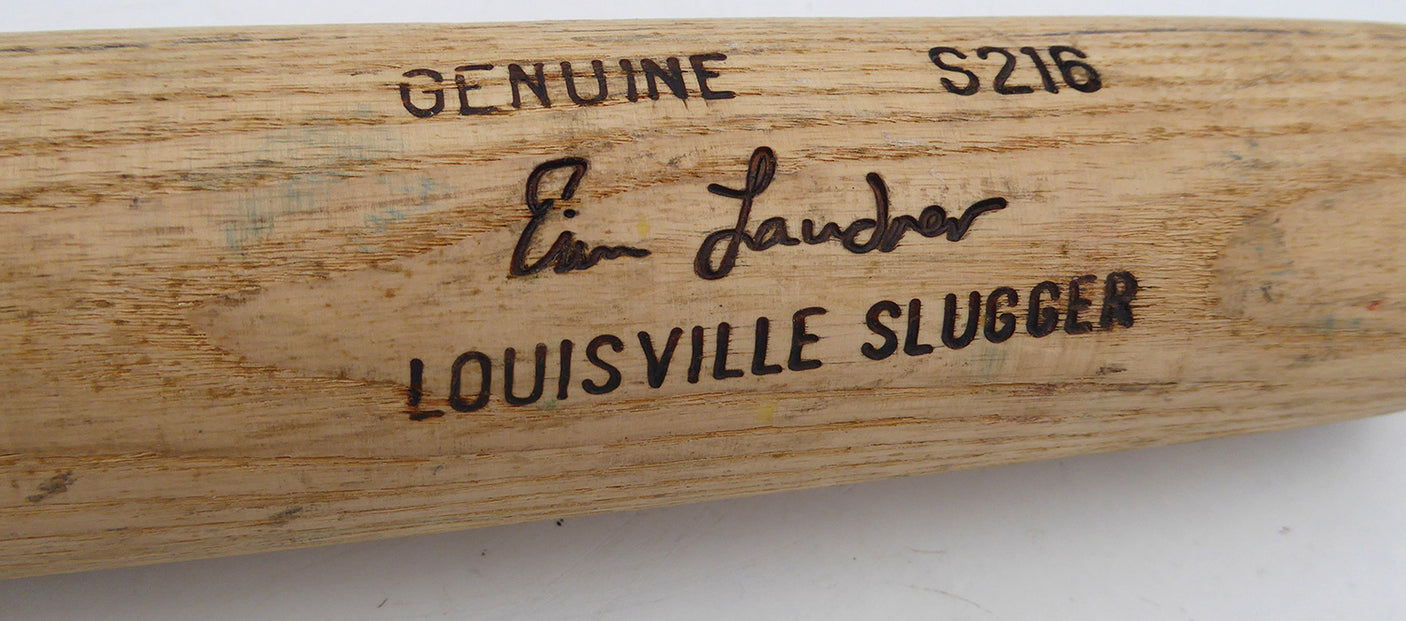 GENUINE S216
Tim Laudner
LOUISVILLE SLUGGER